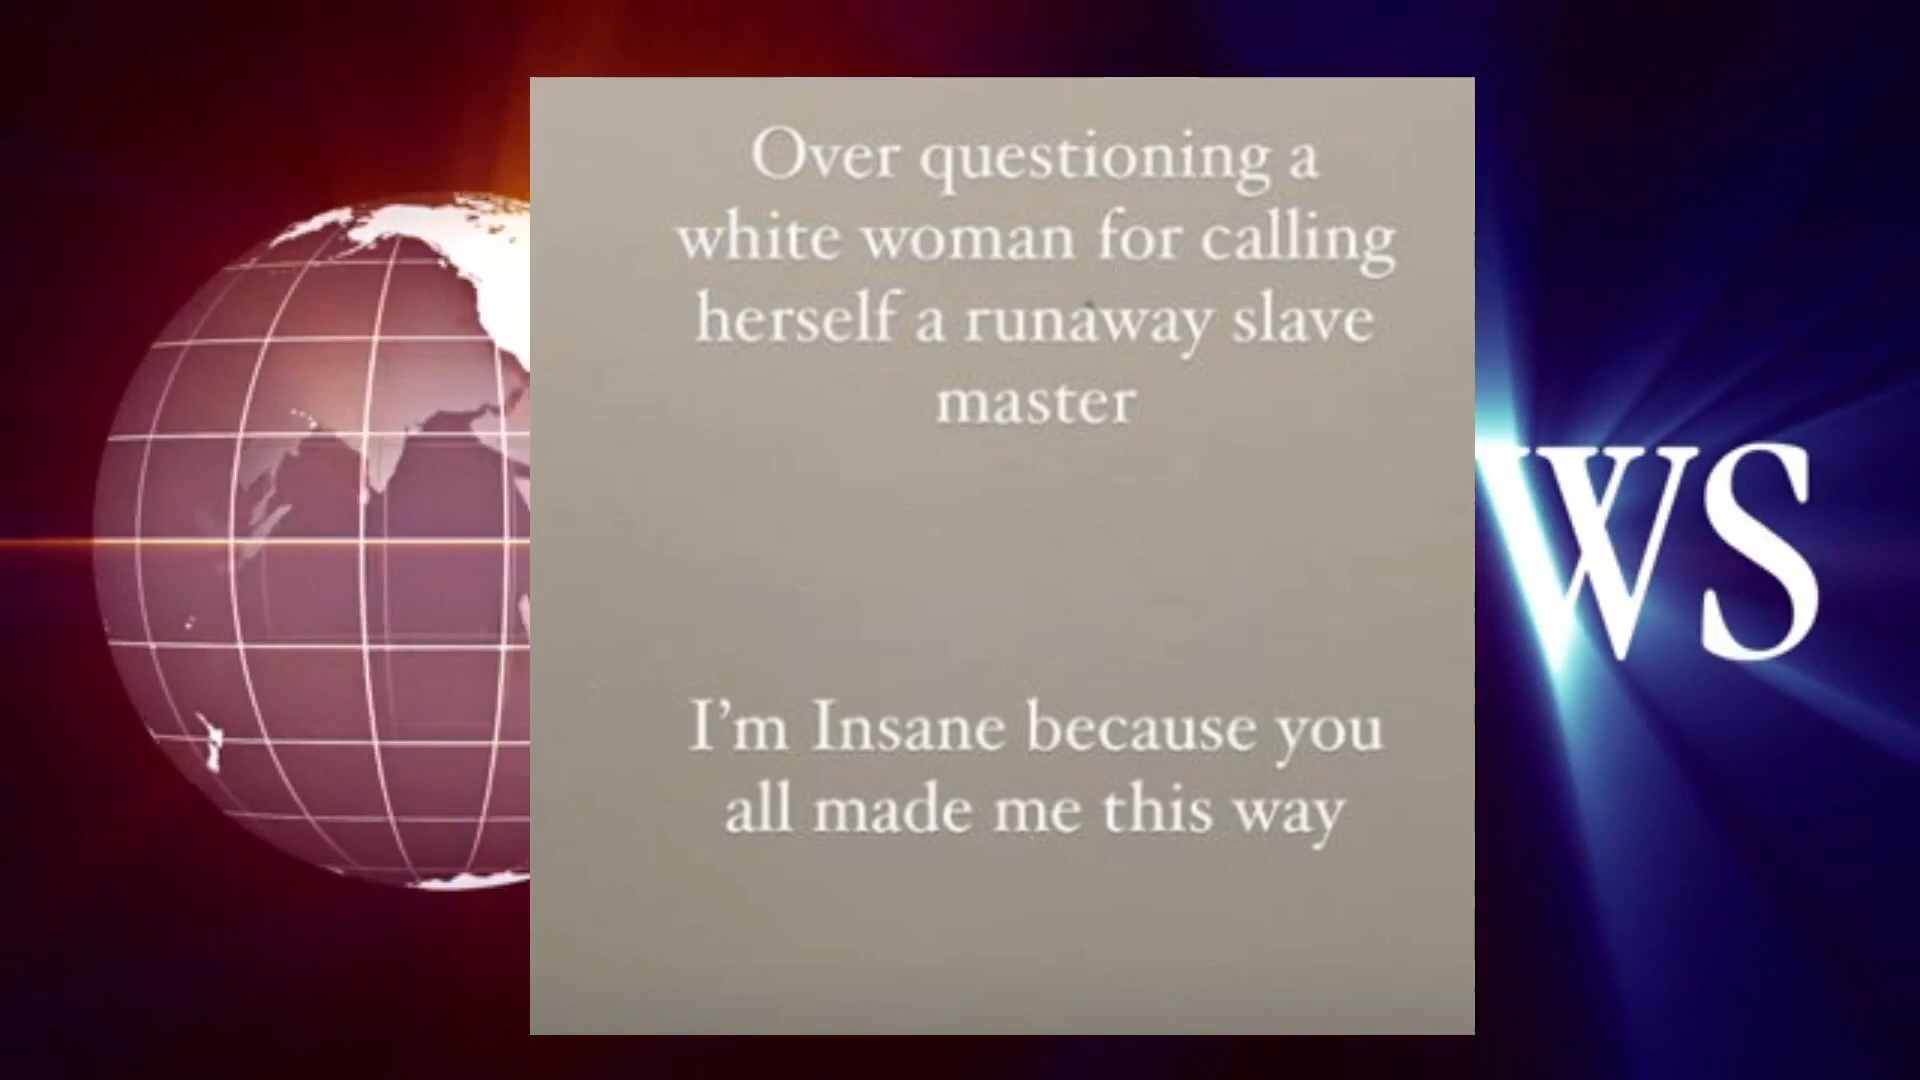 Over questioning a
white woman for calling
herself a runaway slave
master
WS
I'm Insane because you
all made me this way